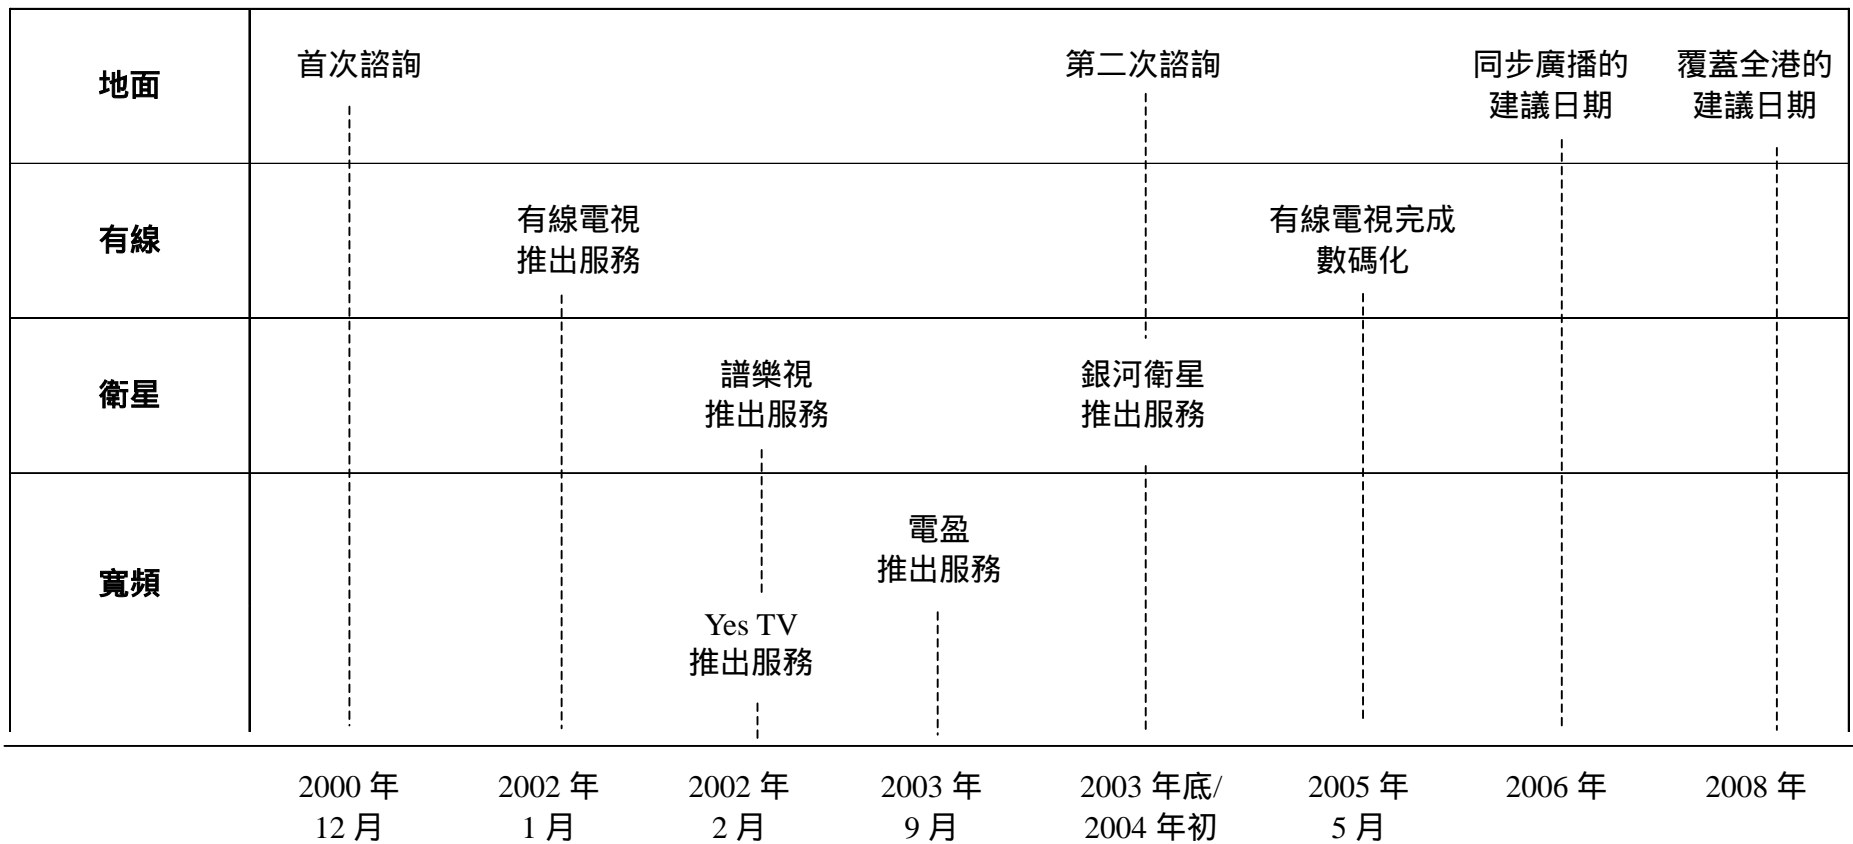 地面
首次諮詢
第二次諮詢
同步廣播的
建議日期
覆蓋全港的
建議日期
有線
有線電視
推出服務
有線電視完成
數碼化
衛星
譜樂視
推出服務
銀河衛星
推出服務
寬頻
電盈
推出服務
Yes TV
推出服務
2000 年
12 月
2002 年
1 月
2002 年
2 月
2003 年
9 月
2003 年底/
2004 年初
2005 年
5 月
2006 年
2008 年